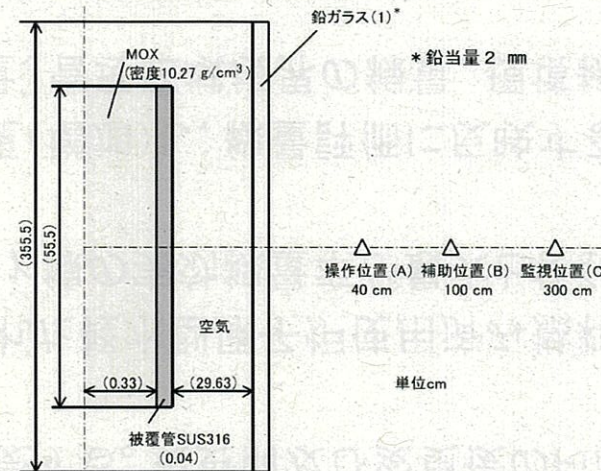 鉛ガラス(1)*
MOX
(密度10.27 g/cm³)
*鉛当量2 mm
(355.5)
(55.5)
操作位置(A) 補助位置(B) 監視位置(C
40 cm 100 cm 300 cm
空気
(0.33) (29.63)
単位cm
被覆管SUS316
(0.04)